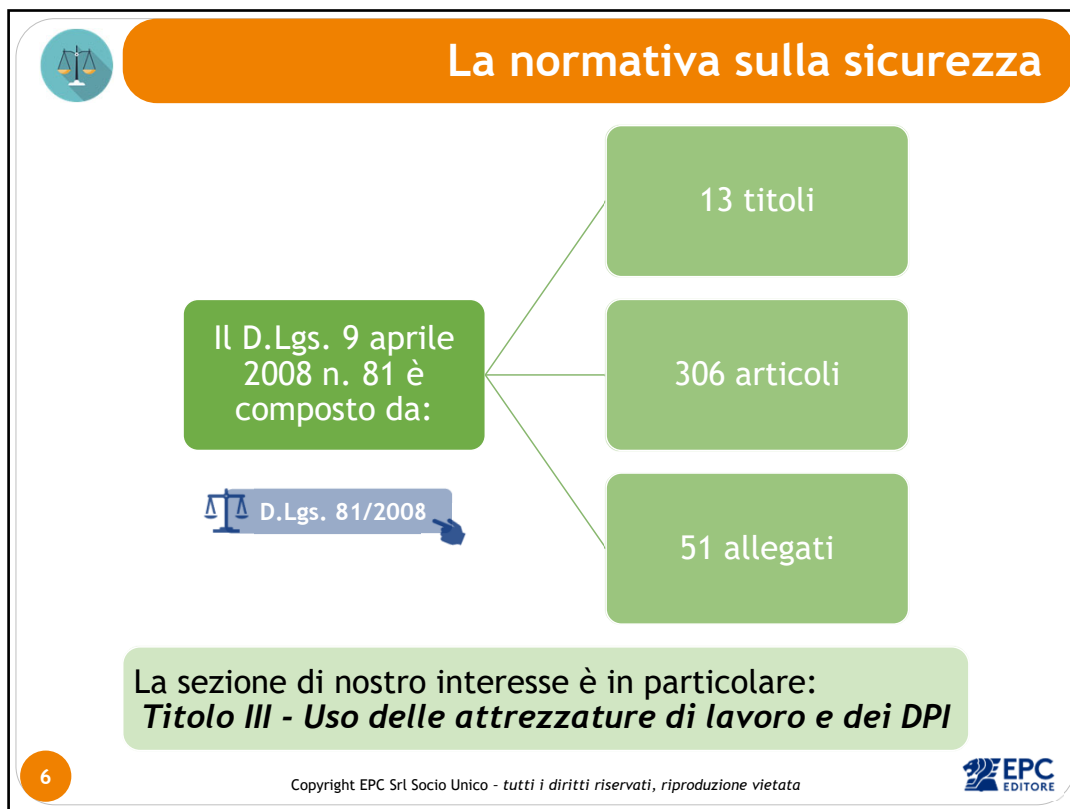 La normativa sulla sicurezza
13 titoli
Il D.Lgs. 9 aprile
2008 n. 81 è
composto da:
306 articoli
D.Lgs. 81/2008
51 allegati
La sezione di nostro interesse è in particolare:
Titolo III - Uso delle attrezzature di lavoro e dei DPI
6
Copyright EPC Srl Socio Unico – tutti i diritti riservati, riproduzione vietata
EPC
EDITORE